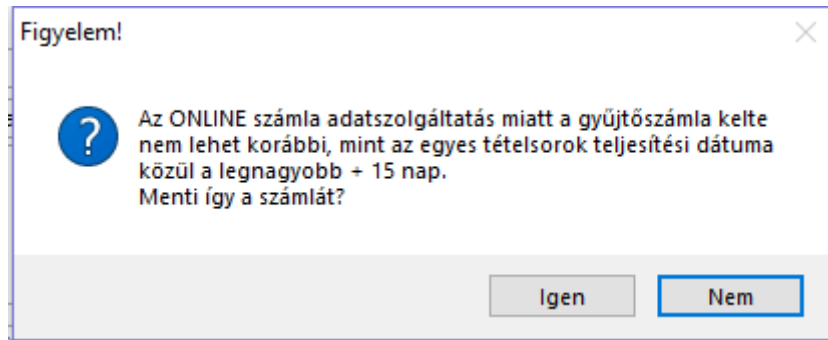 Figyelem!
Az ONLINE számla adatszolgáltatás miatt a gyűjtőszámla kelte
nem lehet korábbi, mint az egyes tételsorok teljesítési dátuma
közül a legnagyobb + 15 nap.
Menti így a számlát?
Igen
Nem